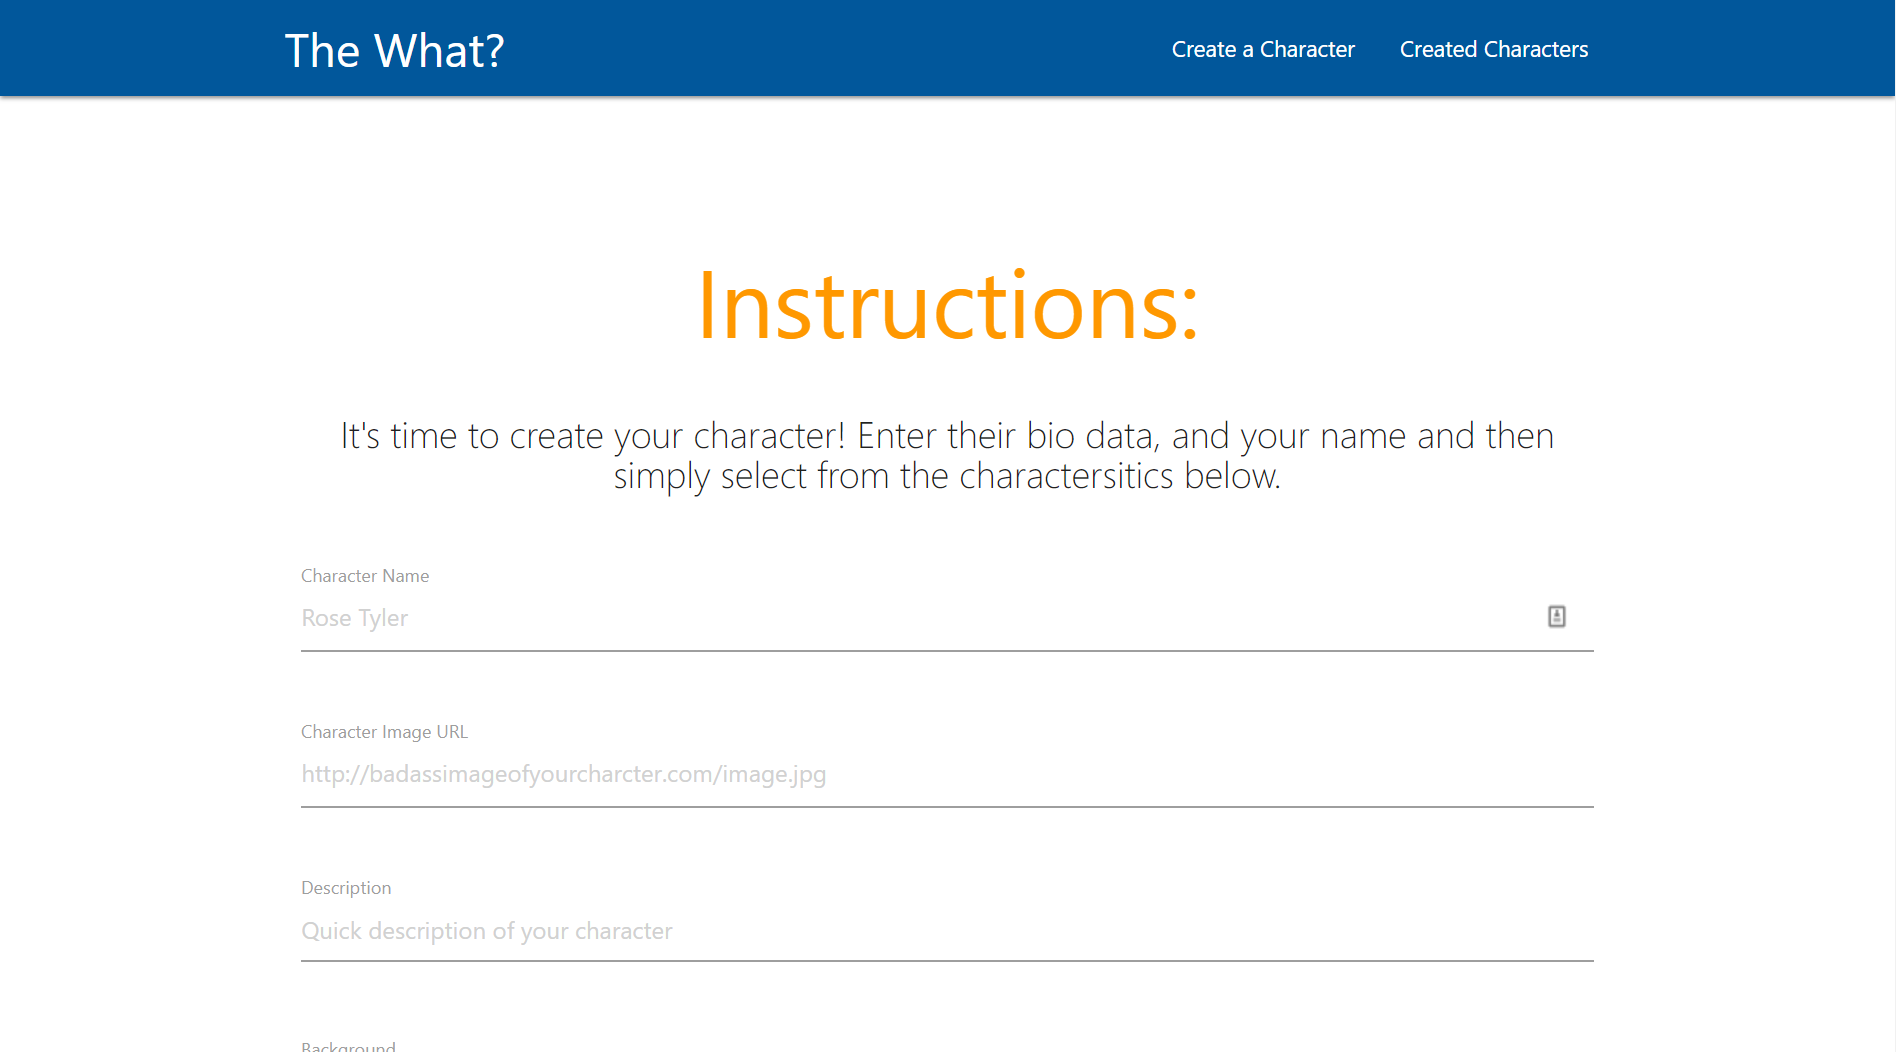 The What?
Create a Character
Created Characters
Instructions:
It's time to create your character! Enter their bio data, and your name and then
simply select from the charactersitics below.
Character Name
Rose Tyler
Character Image URL
http://badassimageofyourcharcter.com/image.jpg
Description
Quick description of your character
Background